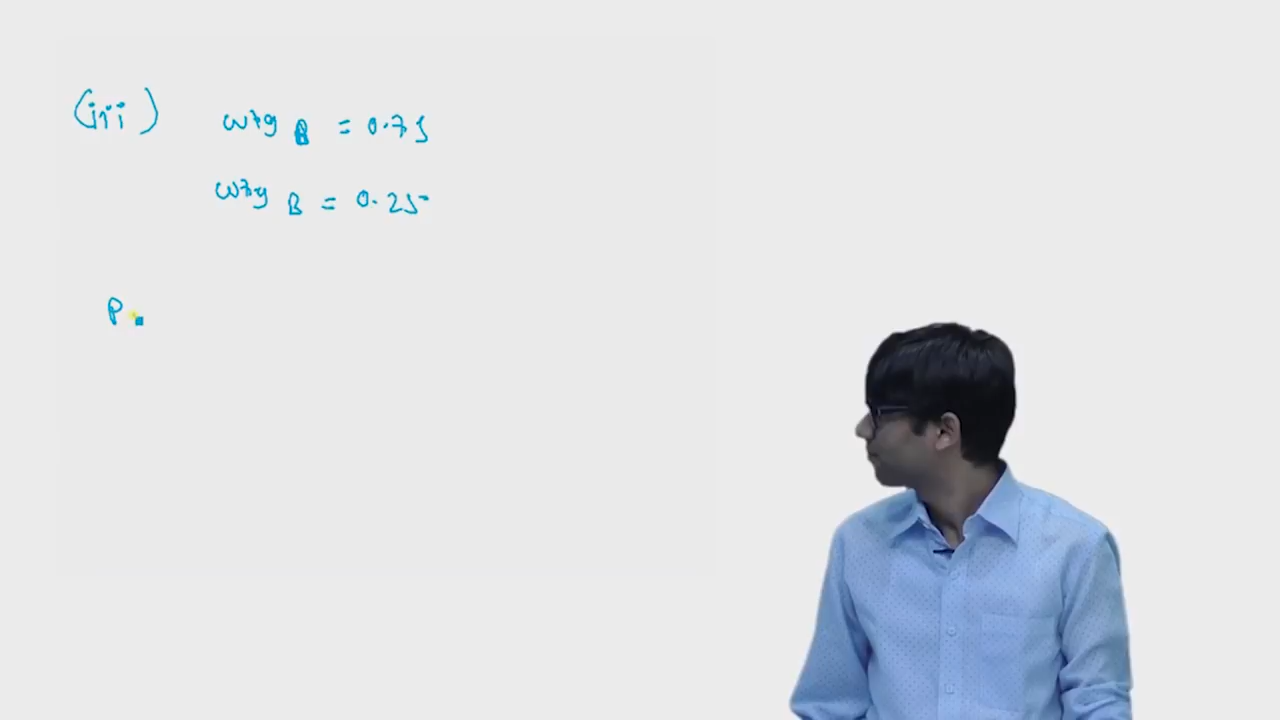 (iii) wtg B = 0.75
wtg B = 0.25
P